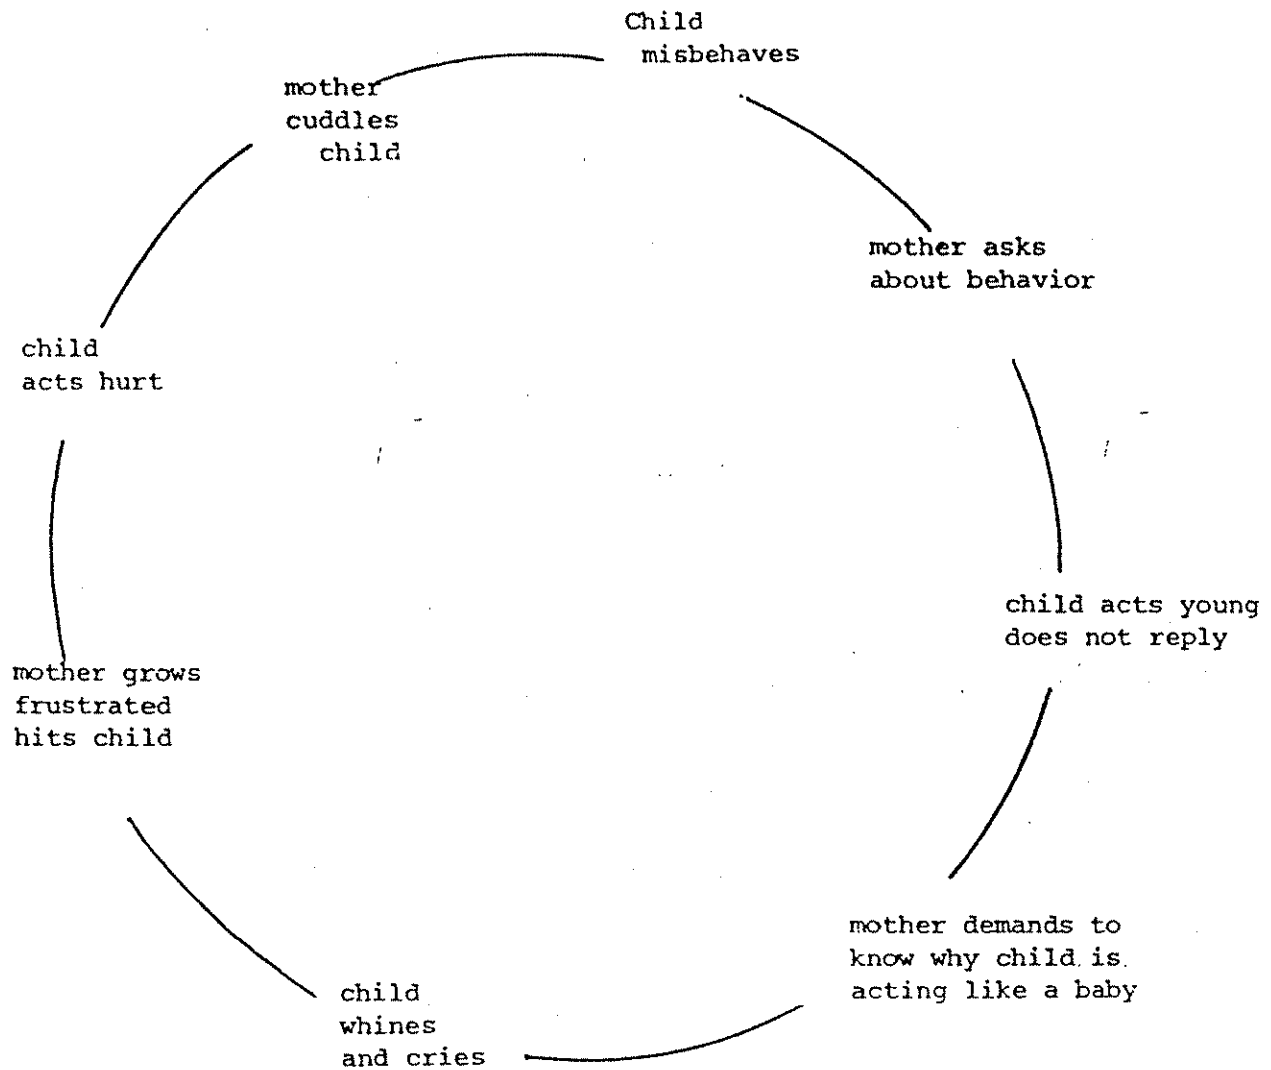 Child
misbehaves
mother asks
about behavior
child acts young
does not reply
mother demands to
know why child is
acting like a baby
child
whines
and cries
mother grows
frustrated
hits child
child
acts hurt
mother
cuddles
child